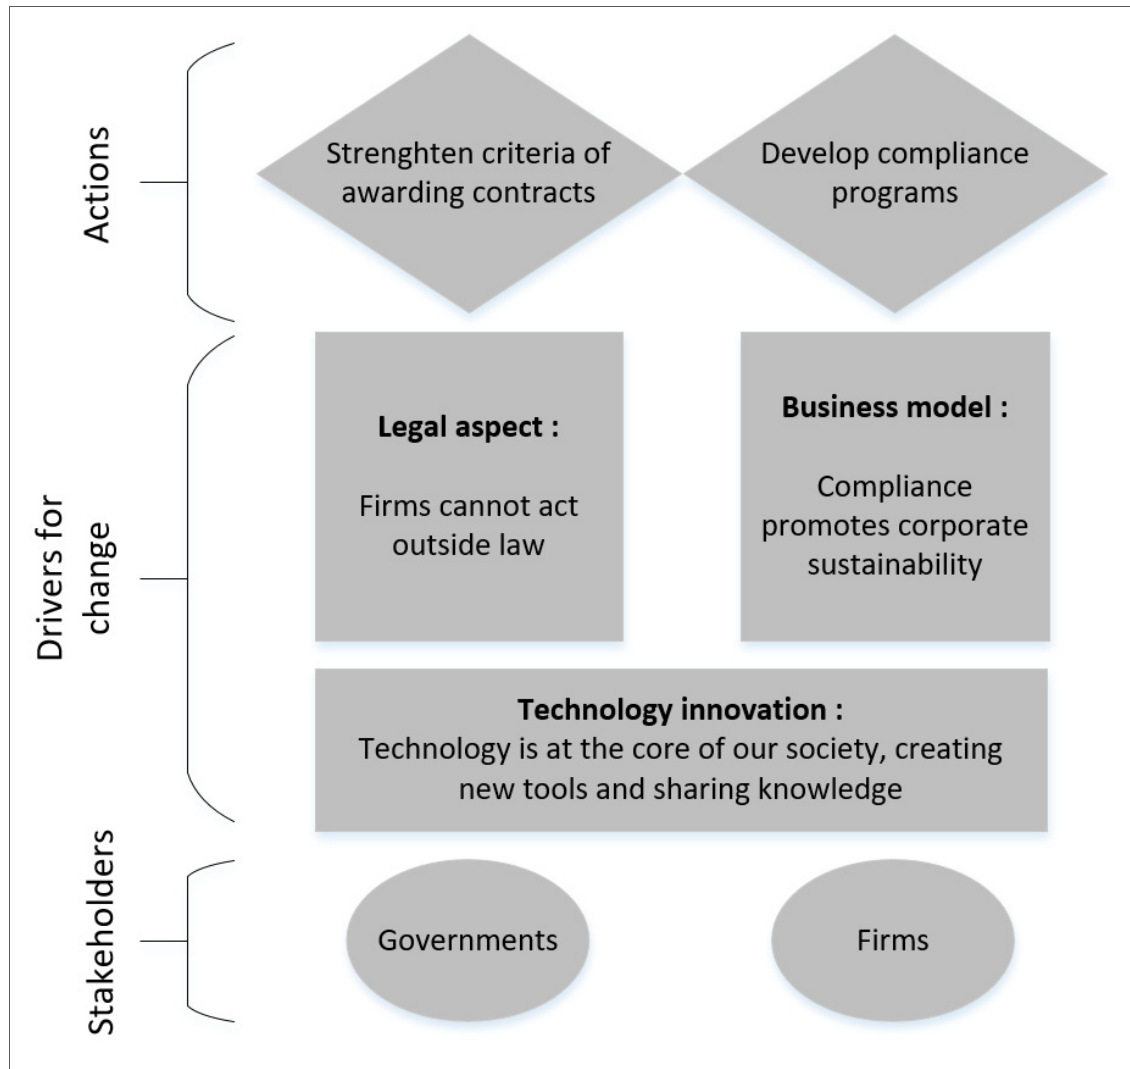 Actions
Strenghten criteria of
awarding contracts
Develop compliance
programs
Drivers for
change
Legal aspect :
Firms cannot act
outside law
Business model :
Compliance
promotes corporate
sustainability
Technology innovation :
Technology is at the core of our society, creating
new tools and sharing knowledge
Stakeholders
Governments
Firms